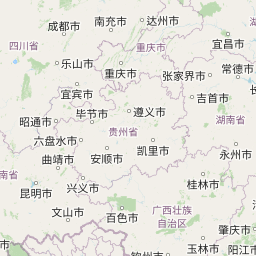 成都市
南充市
达州市
四川省
重庆市
宜昌市
乐山市
重庆市
张家界市
常德市
宜宾市
吉首市
毕节市
遵义市
昭通市
贵州省
湖南省
六盘水市
安顺市
凯里市
永州市
曲靖市
南省
昆明市
兴义市
桂林市
文山市
百色市
广西壮族
自治区
肇庆市
钦州市
玉林市
阳江市